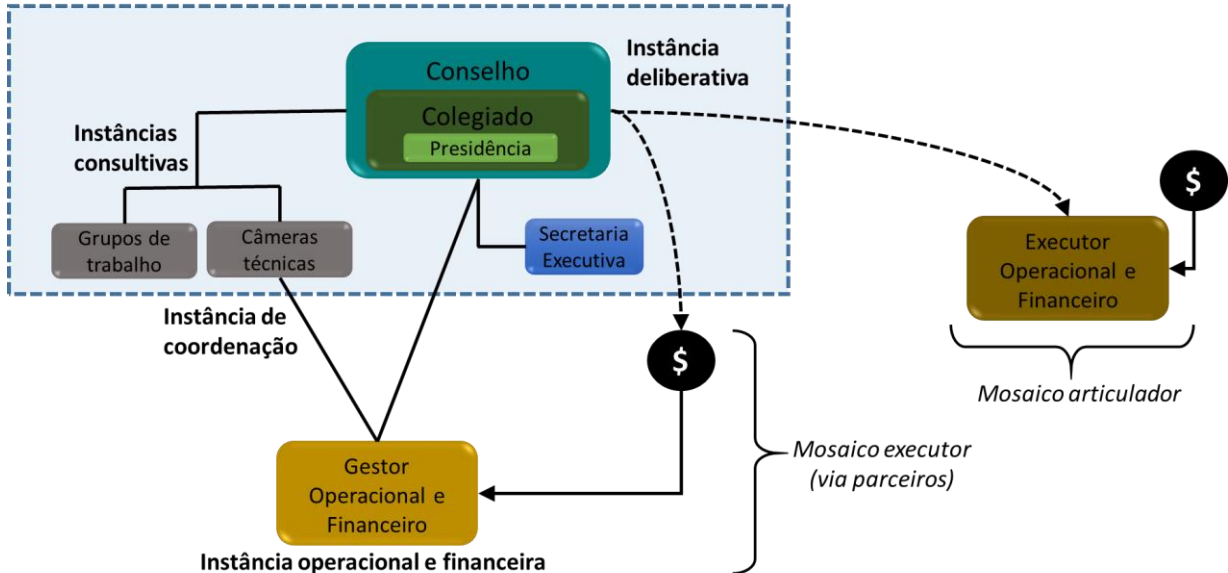 Conselho
Colegiado
Presidência
Instância
deliberativa
Instâncias
consultivas
Grupos de
trabalho
Câmeras
técnicas
Secretaria
Executiva
$
Executor
Operacional e
Financeiro
Mosaico articulador
Instância de
coordenação
$
Mosaico executor
(via parceiros)
Gestor
Operacional e
Financeiro
Instância operacional e financeira